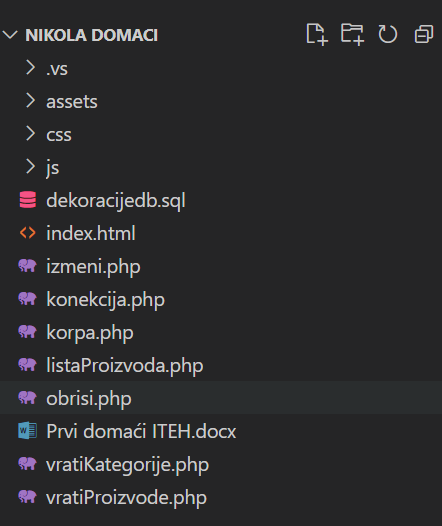 NIKOLA DOMACI
.vs
assets
css
js
dekoracijedb.sql
index.html
izmeni.php
konekcija.php
korpa.php
listaProizvoda.php
obrisi.php
Prvi domaći ITEH.docx
vratiKategorije.php
vratiProizvode.php